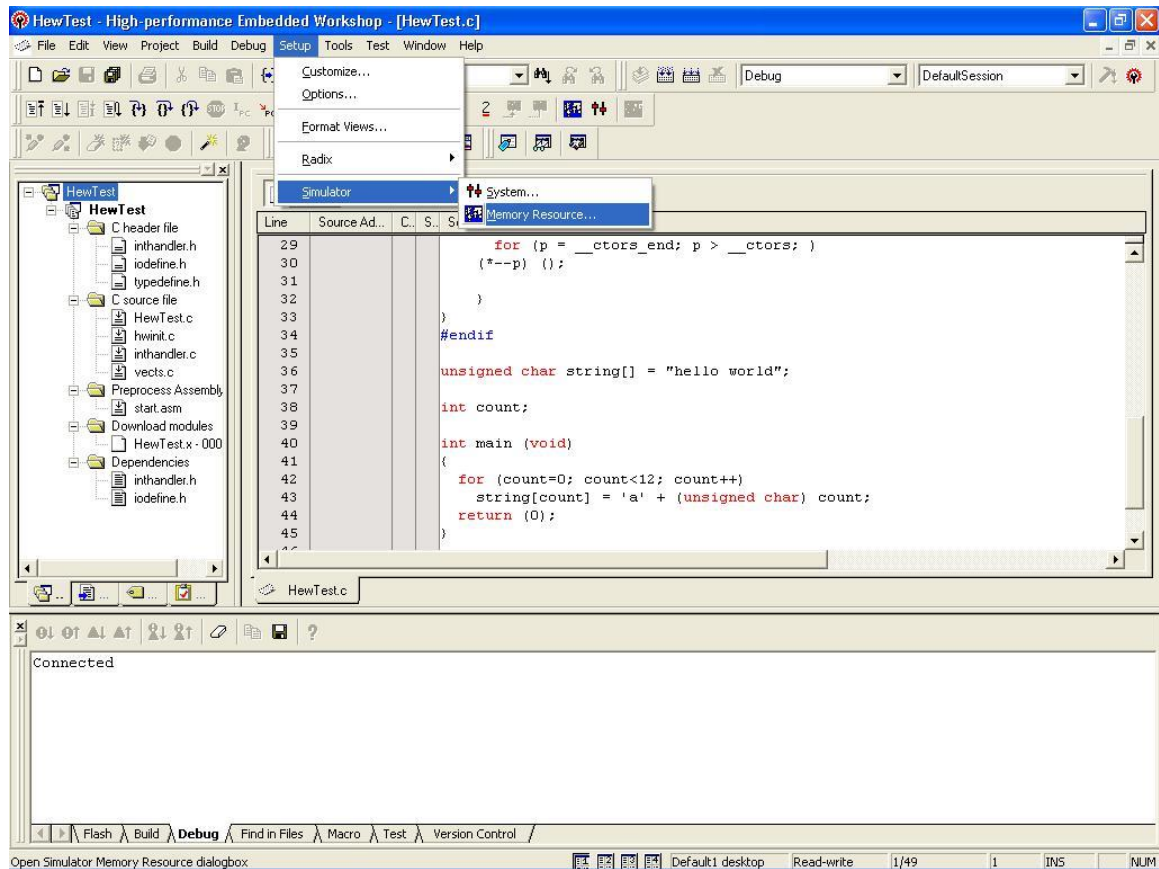 HewTest - High-performance Embedded Workshop - [HewTest.c]
File Edit View Project Build Debug Setup Tools Test Window Help
Debug
DefaultSession
Customize...
Options...
Format Views...
Radix
Simulator
System...
Memory Resource...
HewTest
HewTest
C header file
inthandler.h
iodefine.h
typedefine.h
C source file
HewTest.c
hwinit.c
inthandler.c
vects.c
Preprocess Assembly
start.asm
Download modules
HewTest.x - 000
Dependencies
inthandler.h
iodefine.h
Line Source Ad... C.. S..
29 for (p = __ctors_end; p > __ctors; )
30 (*--p) ();
31
32 }
33 }
34 #endif
35
36 unsigned char string[] = "hello world";
37
38 int count;
39
40 int main (void)
41 {
42 for (count=0; count<12; count++)
43 string[count] = 'a' + (unsigned char) count;
44 return (0);
45 }
HewTest.c
Connected
Flash Build Debug Find in Files Macro Test Version Control
Open Simulator Memory Resource dialogbox Default1 desktop Read-write 1/49 1 INS NUM